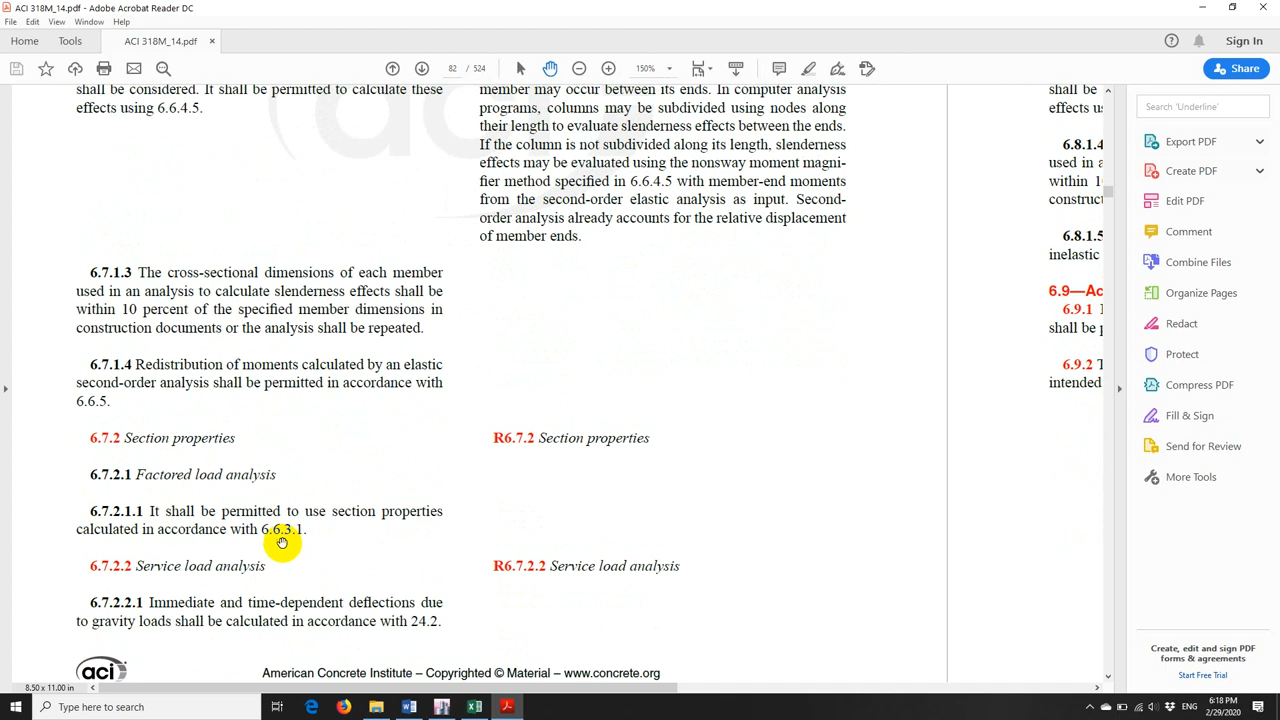 ACI 318M_14.pdf - Adobe Acrobat Reader DC
File Edit View Window Help
Home Tools ACI 318M_14.pdf × Sign In
82 / 524 150% Share
shall be considered. It shall be permitted to calculate these
effects using 6.6.4.5.
6.7.1.3 The cross-sectional dimensions of each member
used in an analysis to calculate slenderness effects shall be
within 10 percent of the specified member dimensions in
construction documents or the analysis shall be repeated.
6.7.1.4 Redistribution of moments calculated by an elastic
second-order analysis shall be permitted in accordance with
6.6.5.
6.7.2 Section properties
6.7.2.1 Factored load analysis
6.7.2.1.1 It shall be permitted to use section properties
calculated in accordance with 6.6.3.1.
6.7.2.2 Service load analysis
6.7.2.2.1 Immediate and time-dependent deflections due
to gravity loads shall be calculated in accordance with 24.2.
member may occur between its ends. In computer analysis
programs, columns may be subdivided using nodes along
their length to evaluate slenderness effects between the ends.
If the column is not subdivided along its length, slenderness
effects may be evaluated using the nonsway moment magni-
fier method specified in 6.6.4.5 with member-end moments
from the second-order elastic analysis as input. Second-
order analysis already accounts for the relative displacement
of member ends.
R6.7.2 Section properties
R6.7.2.2 Service load analysis
aci
American Concrete Institute – Copyrighted © Material – www.concrete.org
shall be
effects u
6.8.1.4
used in a
within 1
construct
6.8.1.5
inelastic
6.9—Ac
6.9.1
shall be p
6.9.2 T
intended
Search 'Underline'
Export PDF
Create PDF
Edit PDF
Comment
Combine Files
Organize Pages
Redact
Protect
Compress PDF
Fill & Sign
Send for Review
More Tools
Create, edit and sign PDF
forms & agreements
Start Free Trial
8.50 x 11.00 in
Type here to search
ENG
6:18 PM
2/29/2020